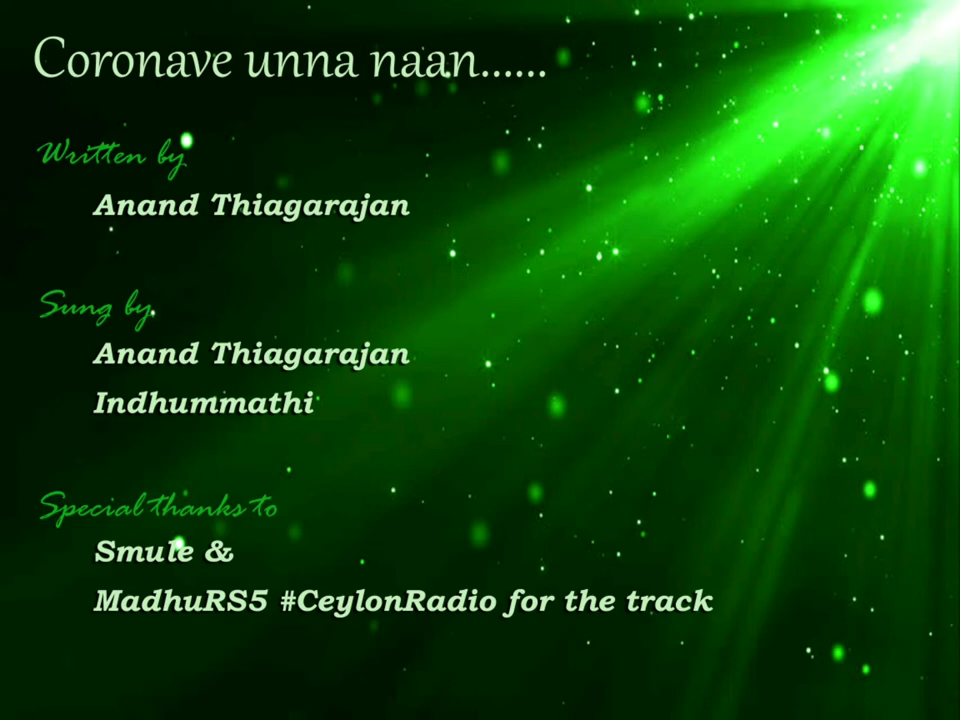 Coronave unna naan......
Written by
Anand Thiagarajan
Sung by
Anand Thiagarajan
Indhummathi
Special thanks to
Smule &
MadhuRS5 #CeylonRadio for the track